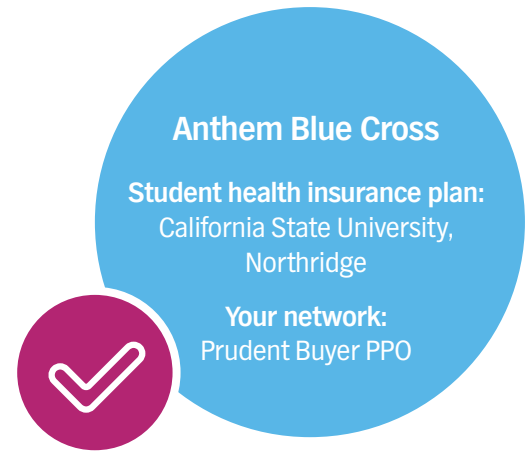 Anthem Blue Cross
Student health insurance plan:
California State University,
Northridge
Your network:
Prudent Buyer PPO